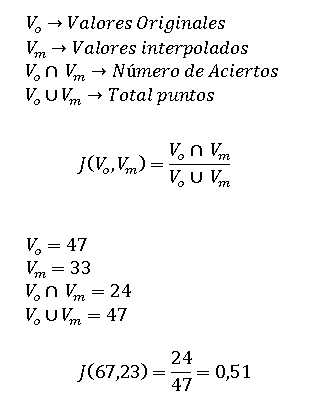 V_o → Valores Originales
V_m → Valores interpolados
V_o ∩ V_m → Número de Aciertos
V_o ∪ V_m → Total puntos
J(V_o, V_m) = (V_o ∩ V_m) / (V_o ∪ V_m)
V_o = 47
V_m = 33
V_o ∩ V_m = 24
V_o ∪ V_m = 47
J(67,23) = 24/47 = 0,51